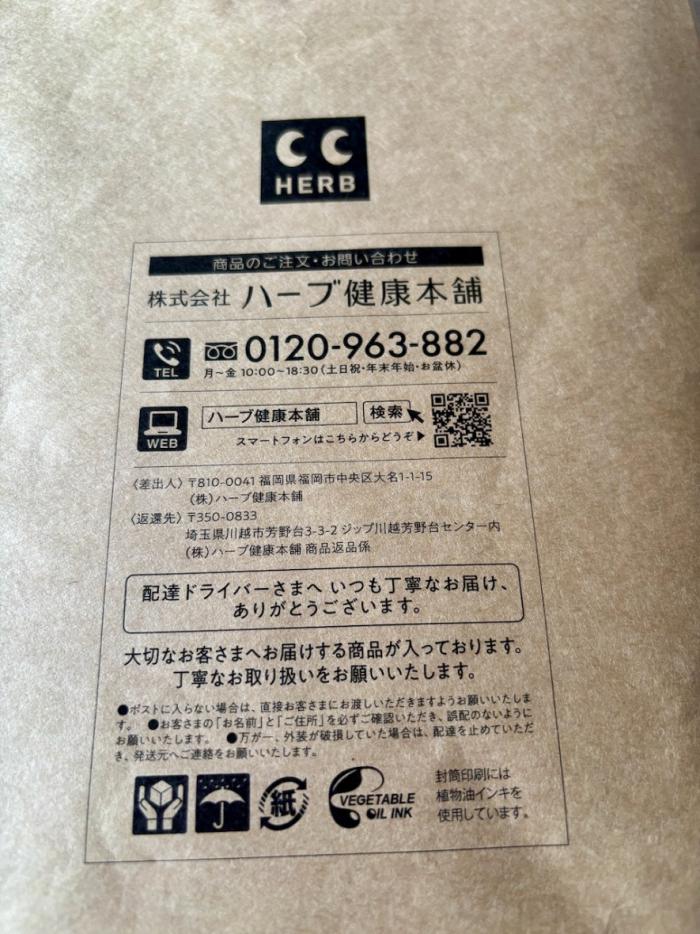 CC
HERB
商品のご注文・お問い合わせ
株式会社 ハーブ健康本舗
TEL 0120-963-882
月～金 10:00～18:30(土日祝・年末年始・お盆休)
WEB ハーブ健康本舗 検索
スマートフォンはこちらからどうぞ▶
〈差出人〉〒810-0041 福岡県福岡市中央区大名1-1-15
(株)ハーブ健康本舗
〈返還先〉〒350-0833
埼玉県川越市芳野台3-3-2 ジップ川越芳野台センター内
(株)ハーブ健康本舗 商品返品係
配達ドライバーさまへ いつも丁寧なお届け、
ありがとうございます。
大切なお客さまへお届けする商品が入っております。
丁寧なお取り扱いをお願いいたします。
●ポストに入らない場合は、直接お客さまにお渡しいただきますようお願いいたしま
す。 ●お客さまの「お名前」と「ご住所」を必ずご確認いただき、誤配のないように
お願いいたします。 ●万が一、外装が破損していた場合は、配達を止めていただ
き、発送元へご連絡をお願いいたします。
紙
VEGETABLE
OIL INK
封筒印刷には
植物油インキを
使用しています。